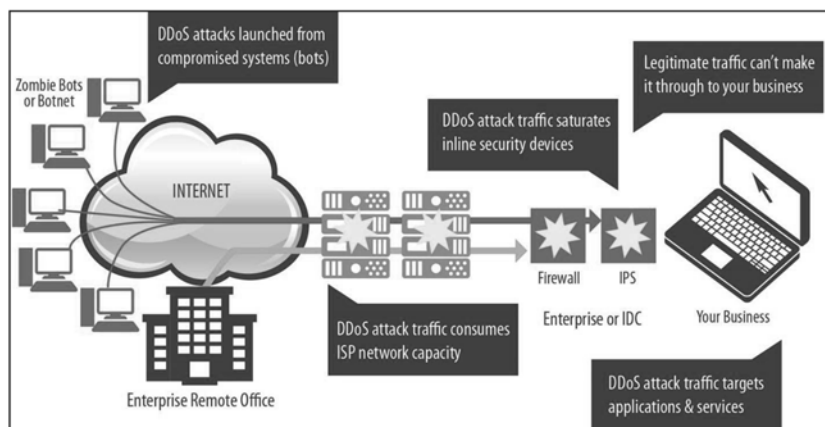 DDoS attacks launched from
compromised systems (bots)
Zombie Bots
or Botnet
Legitimate traffic can't make
it through to your business
DDoS attack traffic saturates
inline security devices
INTERNET
Firewall
IPS
DDoS attack traffic consumes
ISP network capacity
Enterprise or IDC
Your Business
Enterprise Remote Office
DDoS attack traffic targets
applications & services